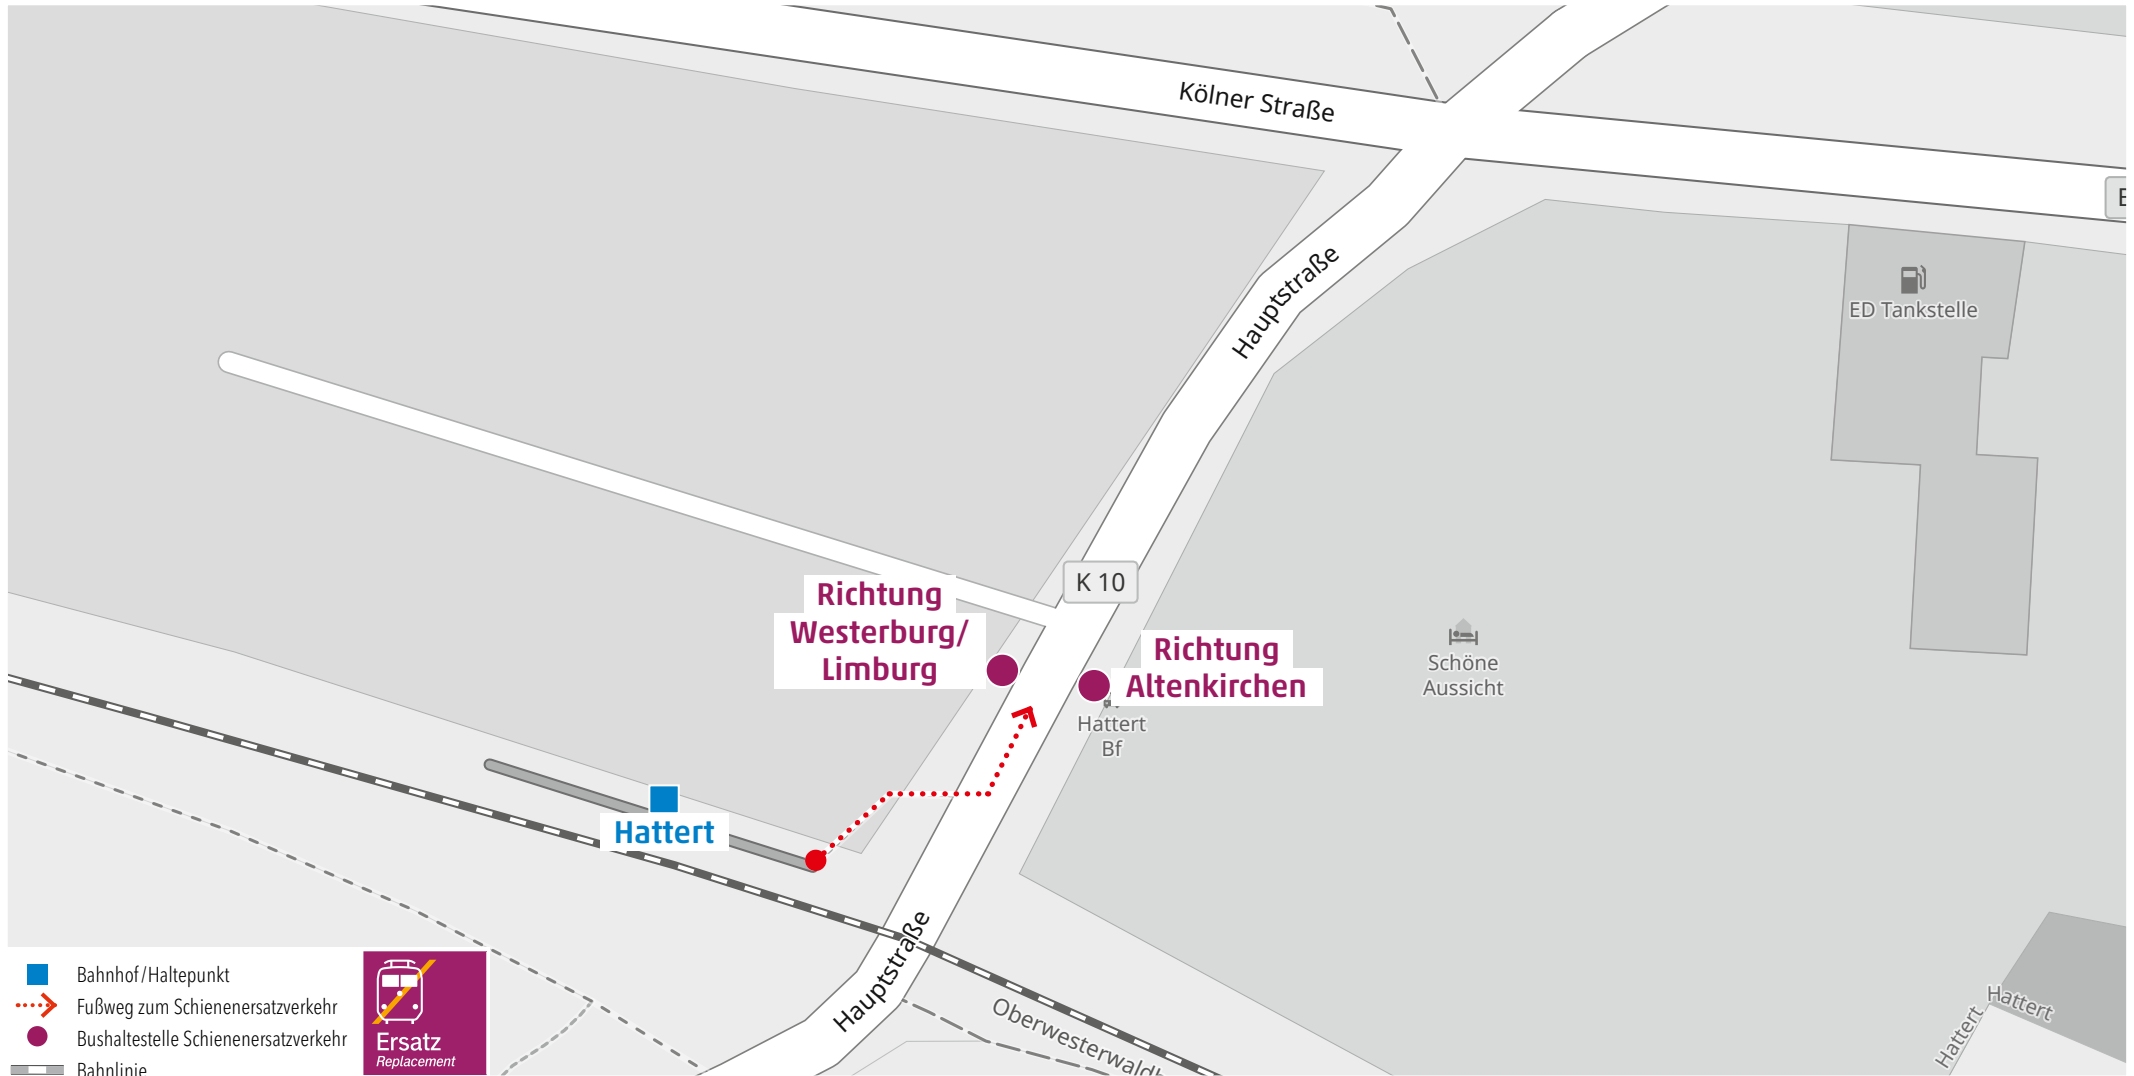 Kölner Straße
Hauptstraße
ED Tankstelle
K 10
Richtung
Westerburg/
Limburg
Richtung
Altenkirchen
Schöne
Aussicht
Hattert
Bf
Hattert
Hauptstraße
Oberwesterwaldb
Hattert
Hattert
Bahnhof/Haltepunkt
Fußweg zum Schienenersatzverkehr
Bushaltestelle Schienenersatzverkehr
Bahnlinie
Ersatz
Replacement